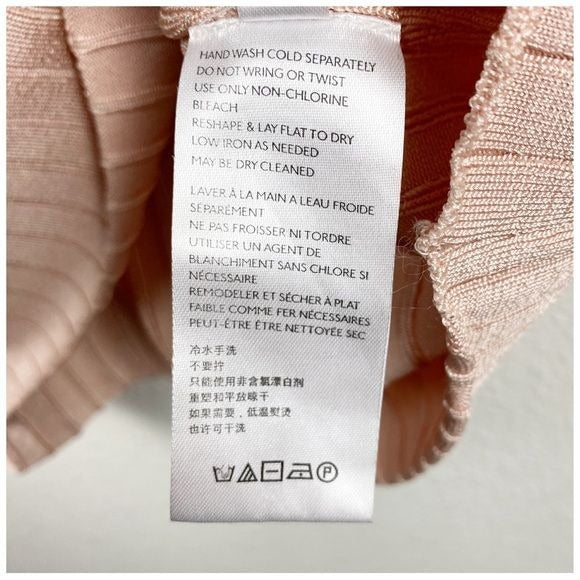 HAND WASH COLD SEPARATELY
DO NOT WRING OR TWIST
USE ONLY NON-CHLORINE
BLEACH
RESHAPE & LAY FLAT TO DRY
LOW IRON AS NEEDED
MAY BE DRY CLEANED
LAVER À LA MAIN A LEAU FROIDE
SÉPARÉMENT
NE PAS FROISSER NI TORDRE
UTILISER UN AGENT DE
BLANCHIMENT SANS CHLORE SI
NÉCESSAIRE
REMODELER ET SÉCHER À PLAT
FAIBLE COMME FER NÉCESSAIRES
PEUT-ÊTRE ÊTRE NETTOYÉE SEC
冷水手洗
不要拧
只能使用非含氯漂白剂
重塑和平放晾干
如果需要，低温熨烫
也许可干洗
P